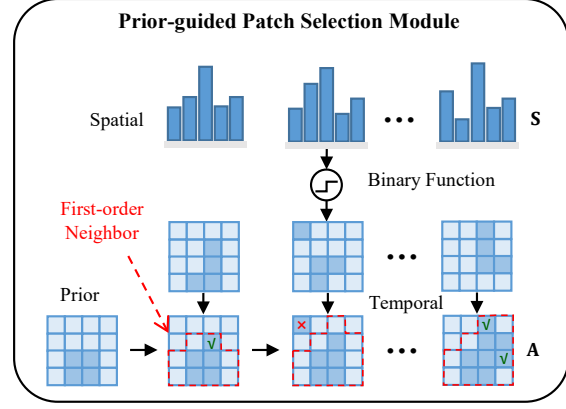 Prior-guided Patch Selection Module
Spatial
S
Binary Function
First-order
Neighbor
Prior
Temporal
A
×
√
√
√